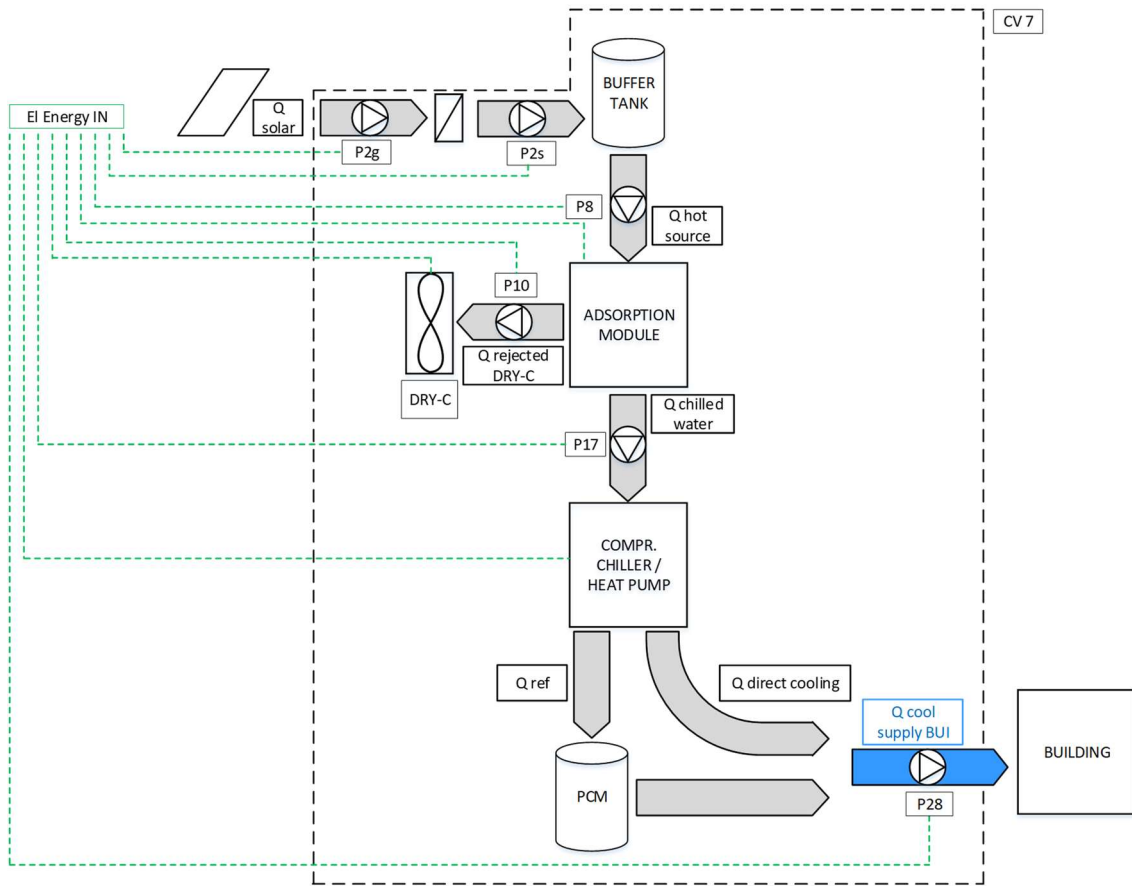 CV 7
BUFFER
TANK
El Energy IN
Q
solar
P2g
P2s
P8
Q hot
source
P10
ADSORPTION
MODULE
Q rejected
DRY-C
DRY-C
Q chilled
water
P17
COMPR.
CHILLER /
HEAT PUMP
Q ref
Q direct cooling
Q cool
supply BUI
BUILDING
PCM
P28